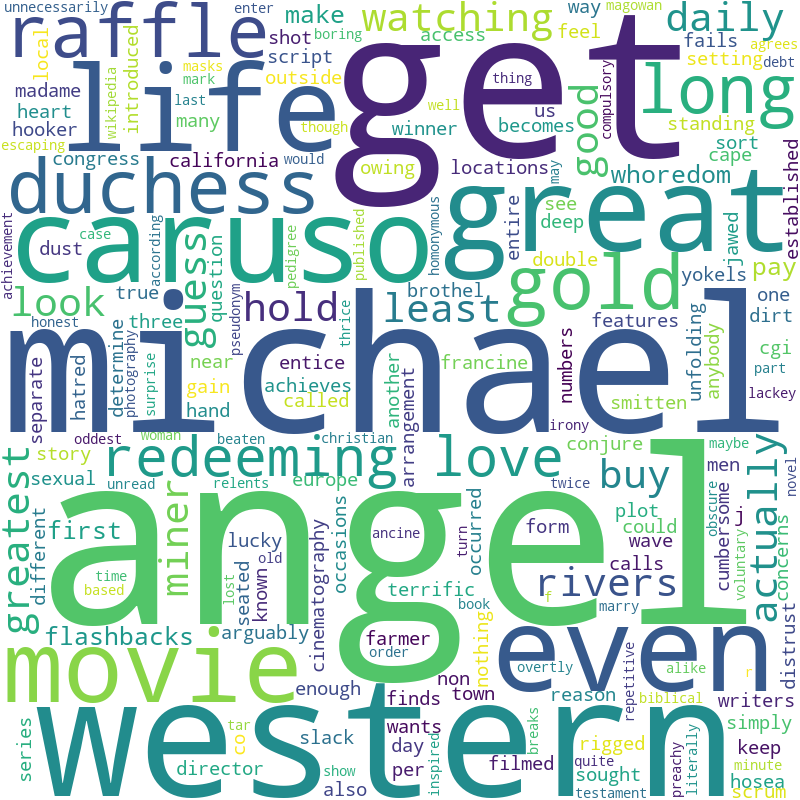 unnecessarily
enter
way
magowan
raffle
make
watching
daily
access
feel
boring
shot
fails
agrees
local
masks
script
get
setting
debt
introduced
outside
thing
compulsory
long
madame
wikipedia
mark
life
us
heart
last
many
well
good
standing
hooker
though
winner
becomes
sort
escaping
congress
california
would
owing
locations
may
whoredom
cape
duchess
great
see
jawed
established
achievement
case
according
pedigree
published
homonymous
entire
deep
dust
caruso
double
yokels
pay
look
true
guess
question
hold
brothel
gold
one
honest
three
pseudonym
thrice
least
features
unfolding
dirt
michael
separate
hatred
determine
photography
surprise
near
gain
entice
achieves
called
hand
another
arrangement
francine
numbers
smitten
anybody
cgi
part
lackey
oddest
woman
beaten
christian
irony
conjure
men
maybe
story
redeeming love
buy
greatest
sexual
unread
relents
europe
twice
obscure
actually
novel
first
miner
angel
ancine
occurred
form
plot
could
j
cumbersome
concerns
different
time
lucky
old
occasions
turn
wave
calls
voluntary
based
lost
seated
known
cinematography
terrific
book
rivers
f
marry
flashbacks
arguably
farmer
order
nothing
even
distrust
movie
enough
non
overtly
repetitive
alike
r
reason
biblical
writers
finds
town
series
co
tar
slack
wants
western
simply
keep
director
show
day
per
inspired
breaks
filmed
rigged
quite
sought
preachy
literally
minute
hosea
also
testament
scrum